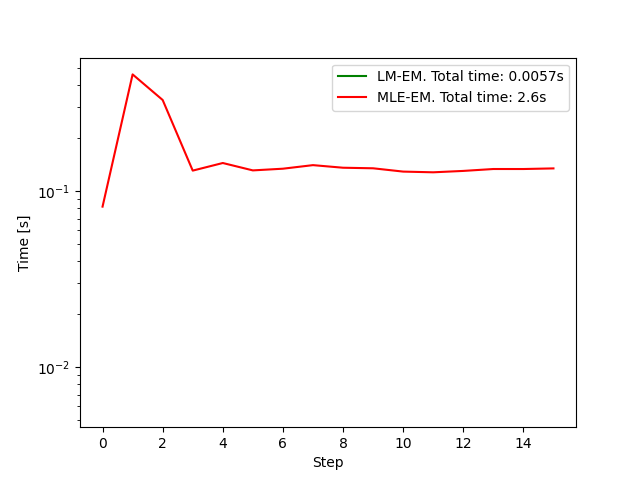 LM-EM. Total time: 0.0057s
MLE-EM. Total time: 2.6s
Time [s]
10⁻¹
10⁻²
0 2 4 6 8 10 12 14
Step